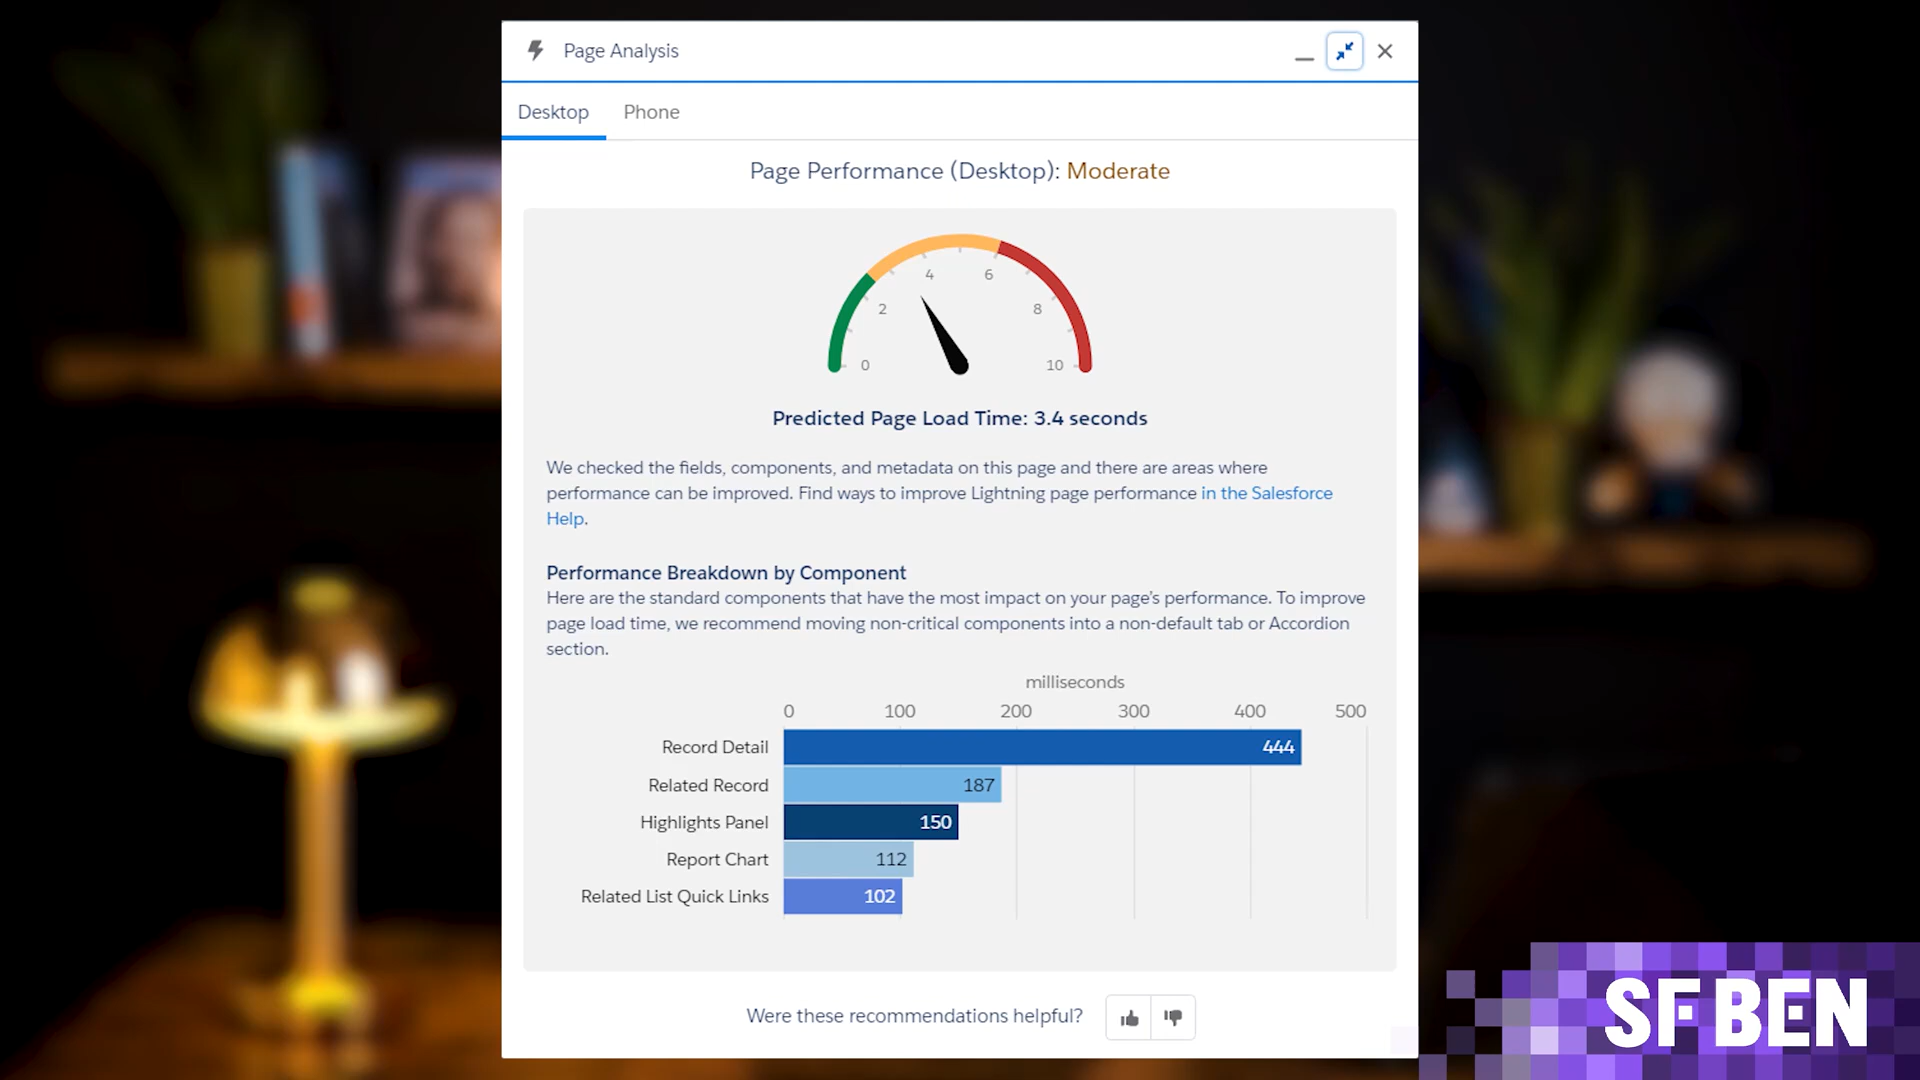 Page Analysis
Desktop Phone
Page Performance (Desktop): Moderate
0 2 4 6 8 10
Predicted Page Load Time: 3.4 seconds
We checked the fields, components, and metadata on this page and there are areas where
performance can be improved. Find ways to improve Lightning page performance in the Salesforce
Help.
Performance Breakdown by Component
Here are the standard components that have the most impact on your page's performance. To improve
page load time, we recommend moving non-critical components into a non-default tab or Accordion
section.
milliseconds
0 100 200 300 400 500
Record Detail 444
Related Record 187
Highlights Panel 150
Report Chart 112
Related List Quick Links 102
Were these recommendations helpful?
SF BEN